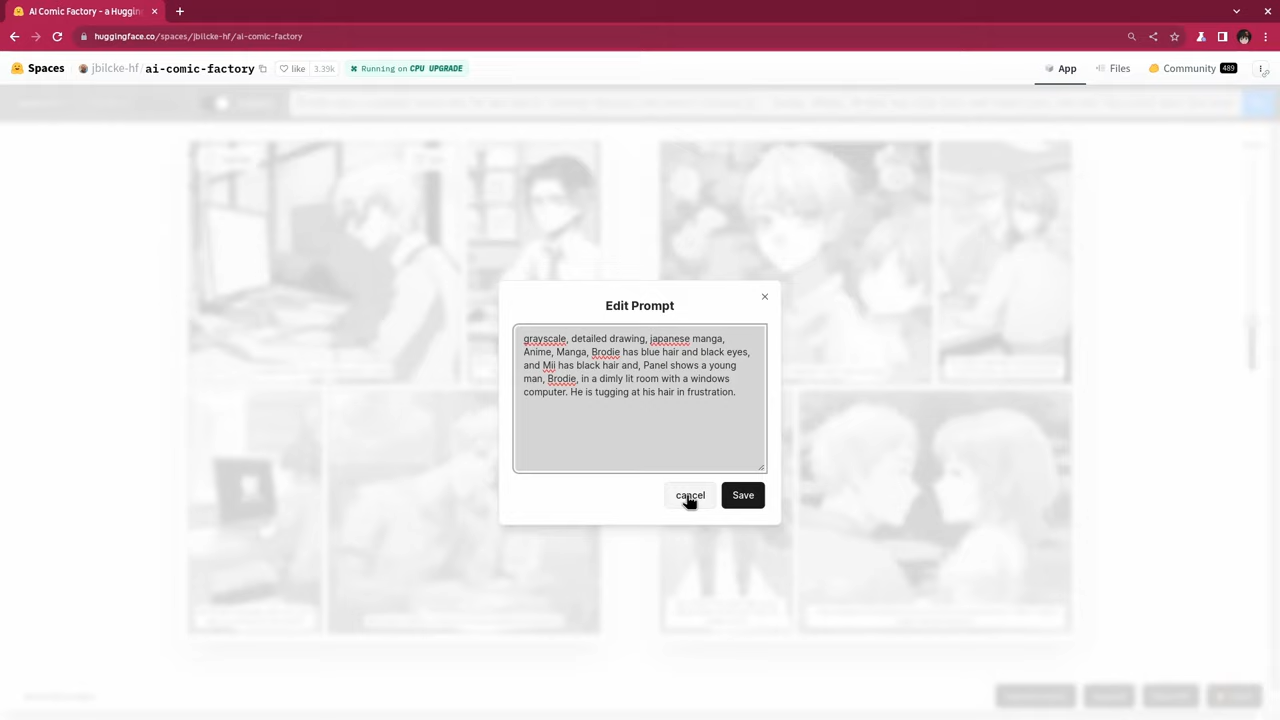 AI Comic Factory - a Huggin
huggingface.co/spaces/jbilcke-hf/ai-comic-factory
Spaces jbilcke-hf/ ai-comic-factory like 3.39k Running on CPU UPGRADE App Files Community 489
Edit Prompt
grayscale, detailed drawing, japanese manga,
Anime, Manga, Brodie has blue hair and black eyes,
and Mii has black hair and, Panel shows a young
man, Brodie, in a dimly lit room with a windows
computer. He is tugging at his hair in frustration.
cancel Save